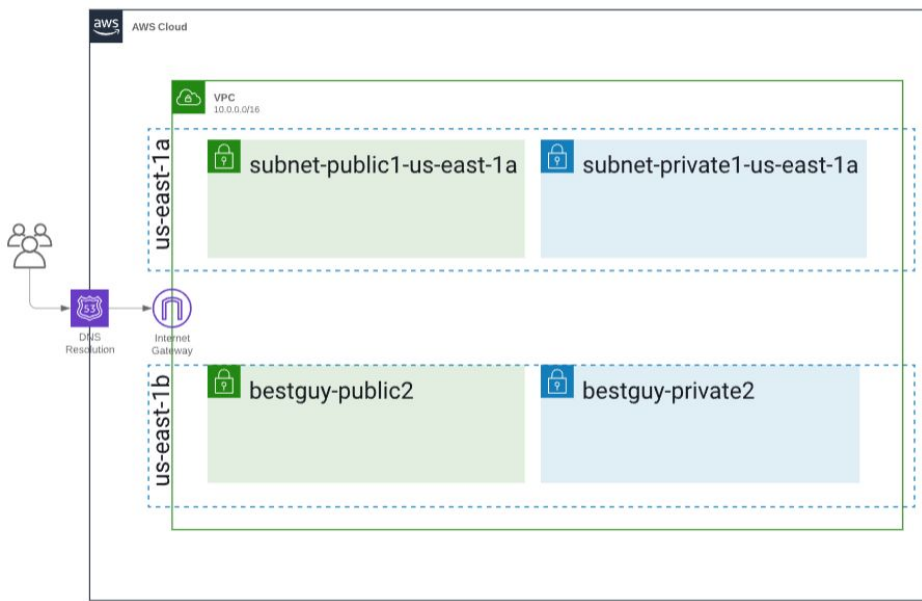 aws
AWS Cloud
VPC
10.0.0.0/16
us-east-1a
subnet-public1-us-east-1a
subnet-private1-us-east-1a
53
DNS
Resolution
Internet
Gateway
us-east-1b
bestguy-public2
bestguy-private2